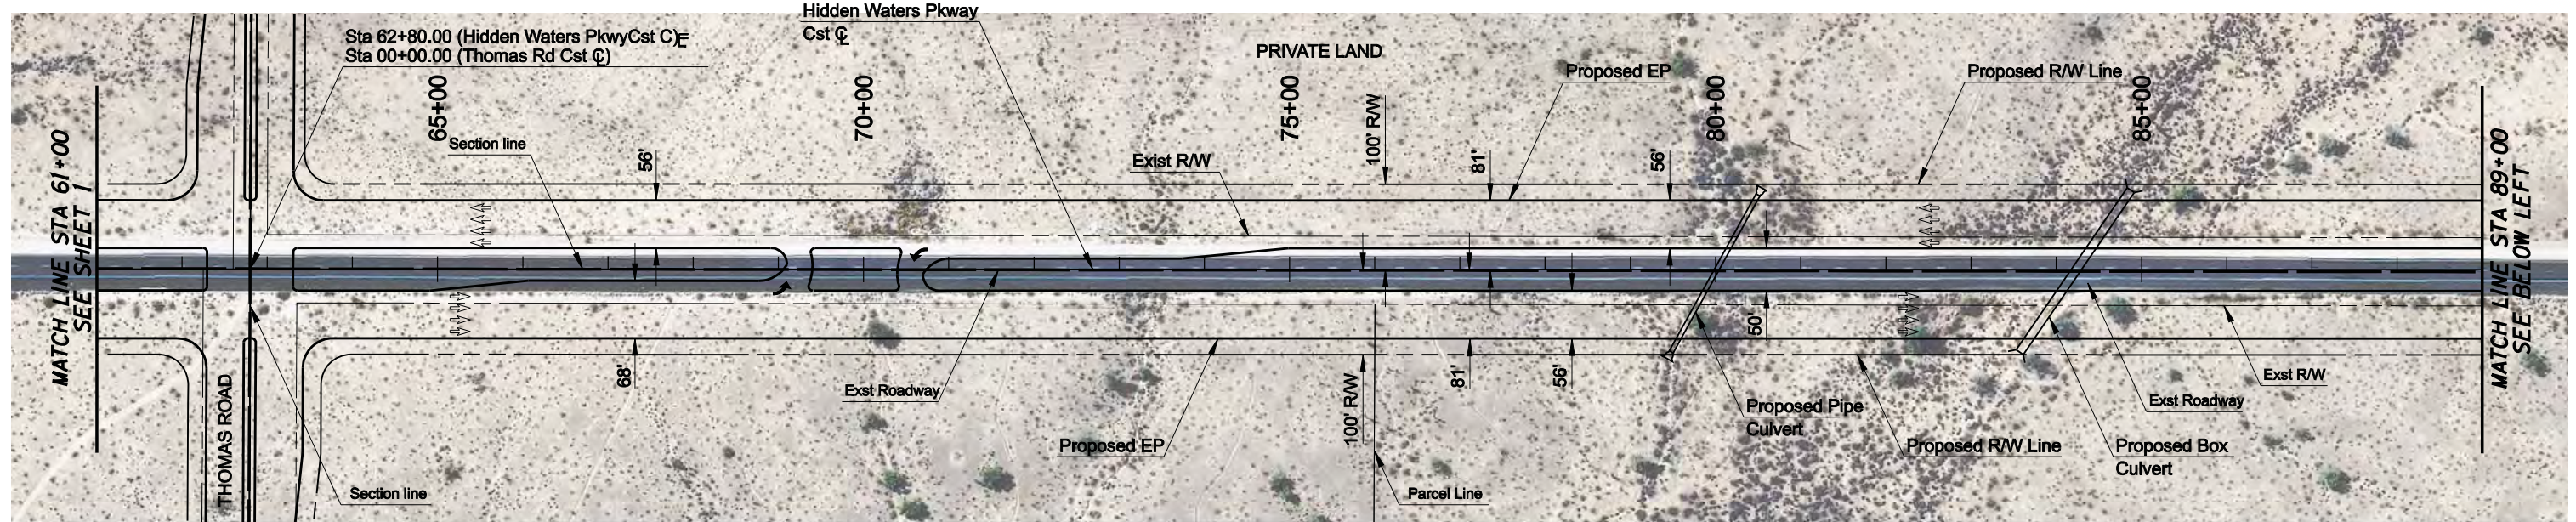 Hidden Waters Pkway
Cst ℄
Sta 62+80.00 (Hidden Waters PkwyCst C)E=
Sta 00+00.00 (Thomas Rd Cst ℄)
PRIVATE LAND
Proposed EP
Proposed R/W Line
65+00
70+00
75+00
80+00
85+00
Section line
56'
Exist R/W
100' R/W
81'
56'
MATCH LINE STA 61+00
SEE SHEET 1
MATCH LINE STA 89+00
SEE BELOW LEFT
50'
68'
Exst Roadway
100' R/W
81'
56'
Exst R/W
THOMAS ROAD
Proposed EP
Proposed Pipe
Culvert
Exst Roadway
Proposed R/W Line
Proposed Box
Culvert
Section line
Parcel Line